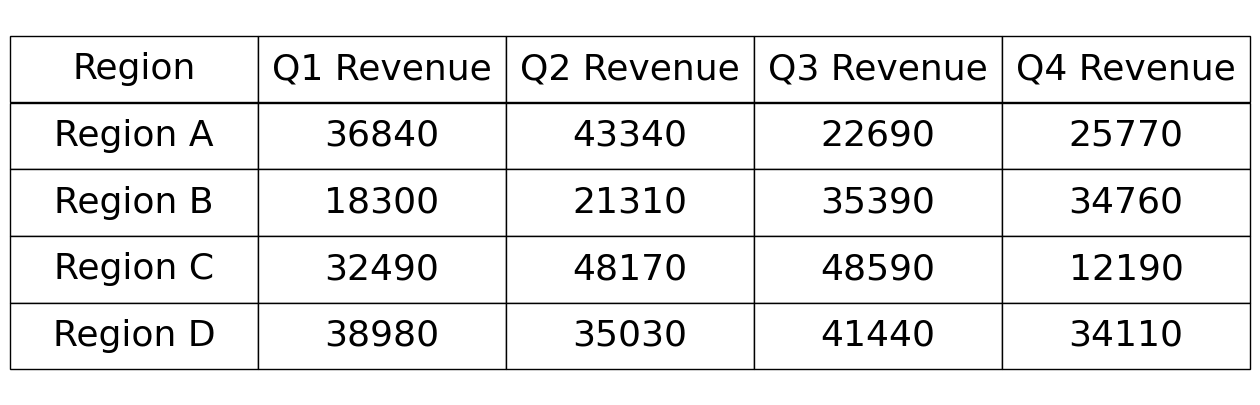 Region Q1 Revenue Q2 Revenue Q3 Revenue Q4 Revenue
Region A 36840 43340 22690 25770
Region B 18300 21310 35390 34760
Region C 32490 48170 48590 12190
Region D 38980 35030 41440 34110